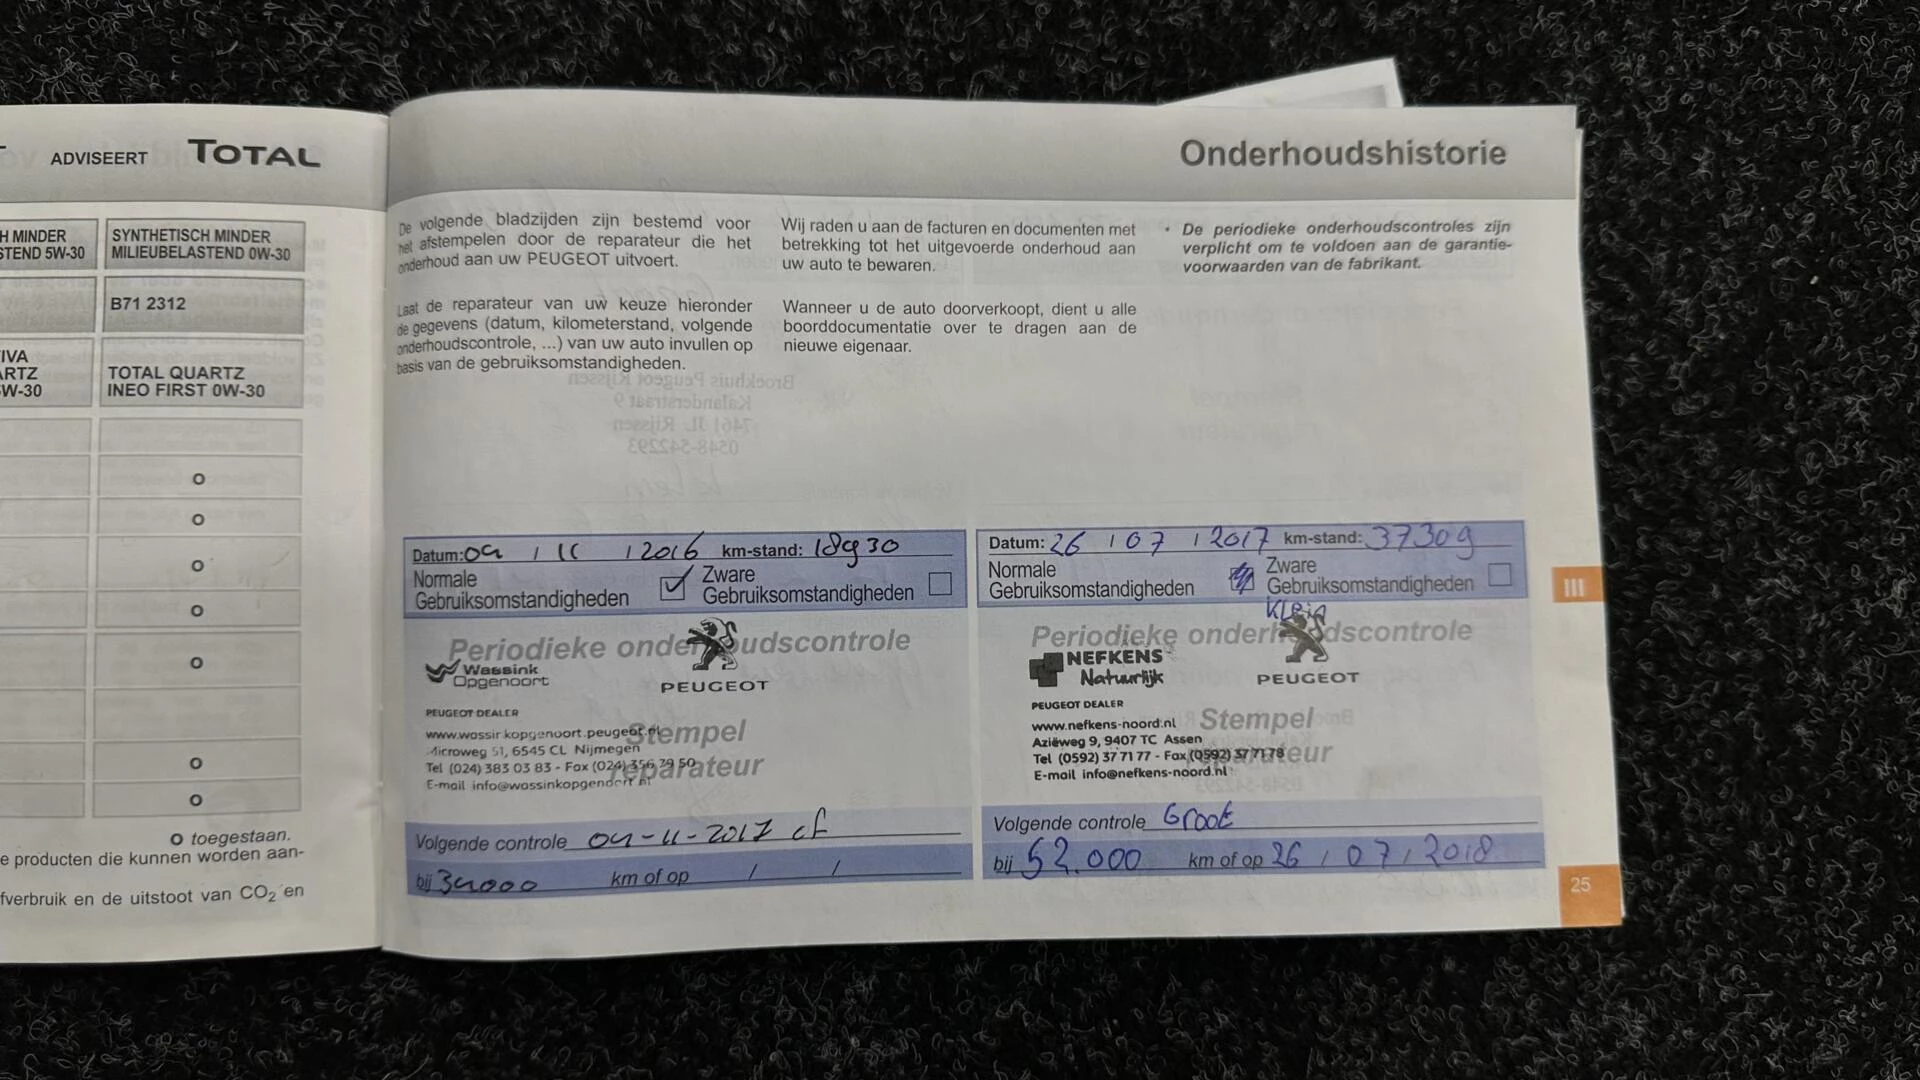 ADVISEERT TOTAL
H MINDER
STEND 5W-30
SYNTHETISCH MINDER
MILIEUBELASTEND 0W-30
B71 2312
IVA
ARTZ
W-30
TOTAL QUARTZ
INEO FIRST 0W-30
O
O
O
O
O
O
O
O toegestaan.
e producten die kunnen worden aan-
fverbruik en de uitstoot van CO2 en
Onderhoudshistorie
De volgende bladzijden zijn bestemd voor
het afstempelen door de reparateur die het
onderhoud aan uw PEUGEOT uitvoert.
Laat de reparateur van uw keuze hieronder
de gegevens (datum, kilometerstand, volgende
onderhoudscontrole, ...) van uw auto invullen op
basis van de gebruiksomstandigheden.
Wij raden u aan de facturen en documenten met
betrekking tot het uitgevoerde onderhoud aan
uw auto te bewaren.
Wanneer u de auto doorverkoopt, dient u alle
boorddocumentatie over te dragen aan de
nieuwe eigenaar.
• De periodieke onderhoudscontroles zijn
verplicht om te voldoen aan de garantie-
voorwaarden van de fabrikant.
Datum: / / 2016 km-stand: 18930
Normale
Gebruiksomstandigheden
Zware
Gebruiksomstandigheden
Periodieke onderhoudscontrole
Wassink
Opgenoort
PEUGEOT
PEUGEOT DEALER
www.wassinkopgenoort.peugeot.nl
Stempel
Microweg 51, 6545 CL Nijmegen
Tel (024) 383 03 83 - Fax (024) 356 79 50
reparateur
E-mail info@wassinkopgenoort.nl
Volgende controle 04-11-2017
bij km of op / /
Datum: 26 / 07 / 2017 km-stand: 37309
Normale
Gebruiksomstandigheden
Zware
Gebruiksomstandigheden
Klein
Periodieke onderhoudscontrole
NEFKENS
Natuurlijk
PEUGEOT
PEUGEOT DEALER
www.nefkens-noord.nl
Stempel
Aziëweg 9, 9407 TC Assen
Tel (0592) 37 71 77 - Fax (0592) 37 71 78
reparateur
E-mail info@nefkens-noord.nl
Volgende controle Groot
bij 52.000 km of op 26 / 07 / 2018
III
25